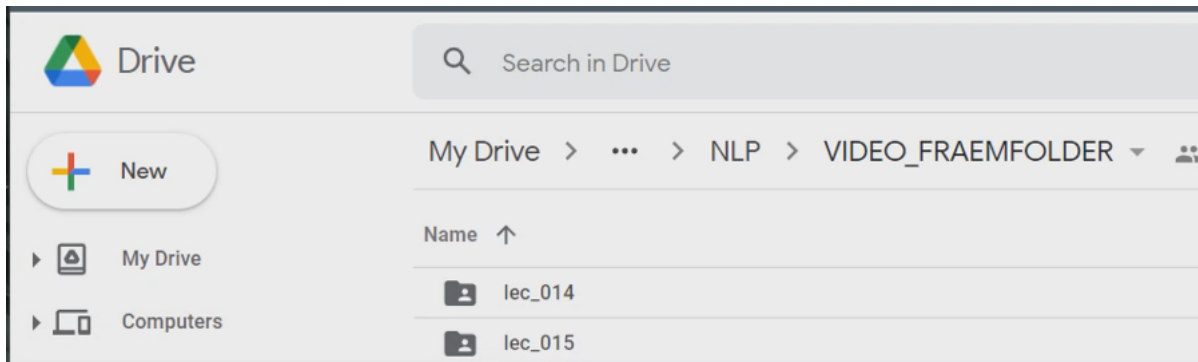 Drive
Search in Drive
My Drive > ••• > NLP > VIDEO_FRAEMFOLDER
New
Name
My Drive
lec_014
Computers
lec_015